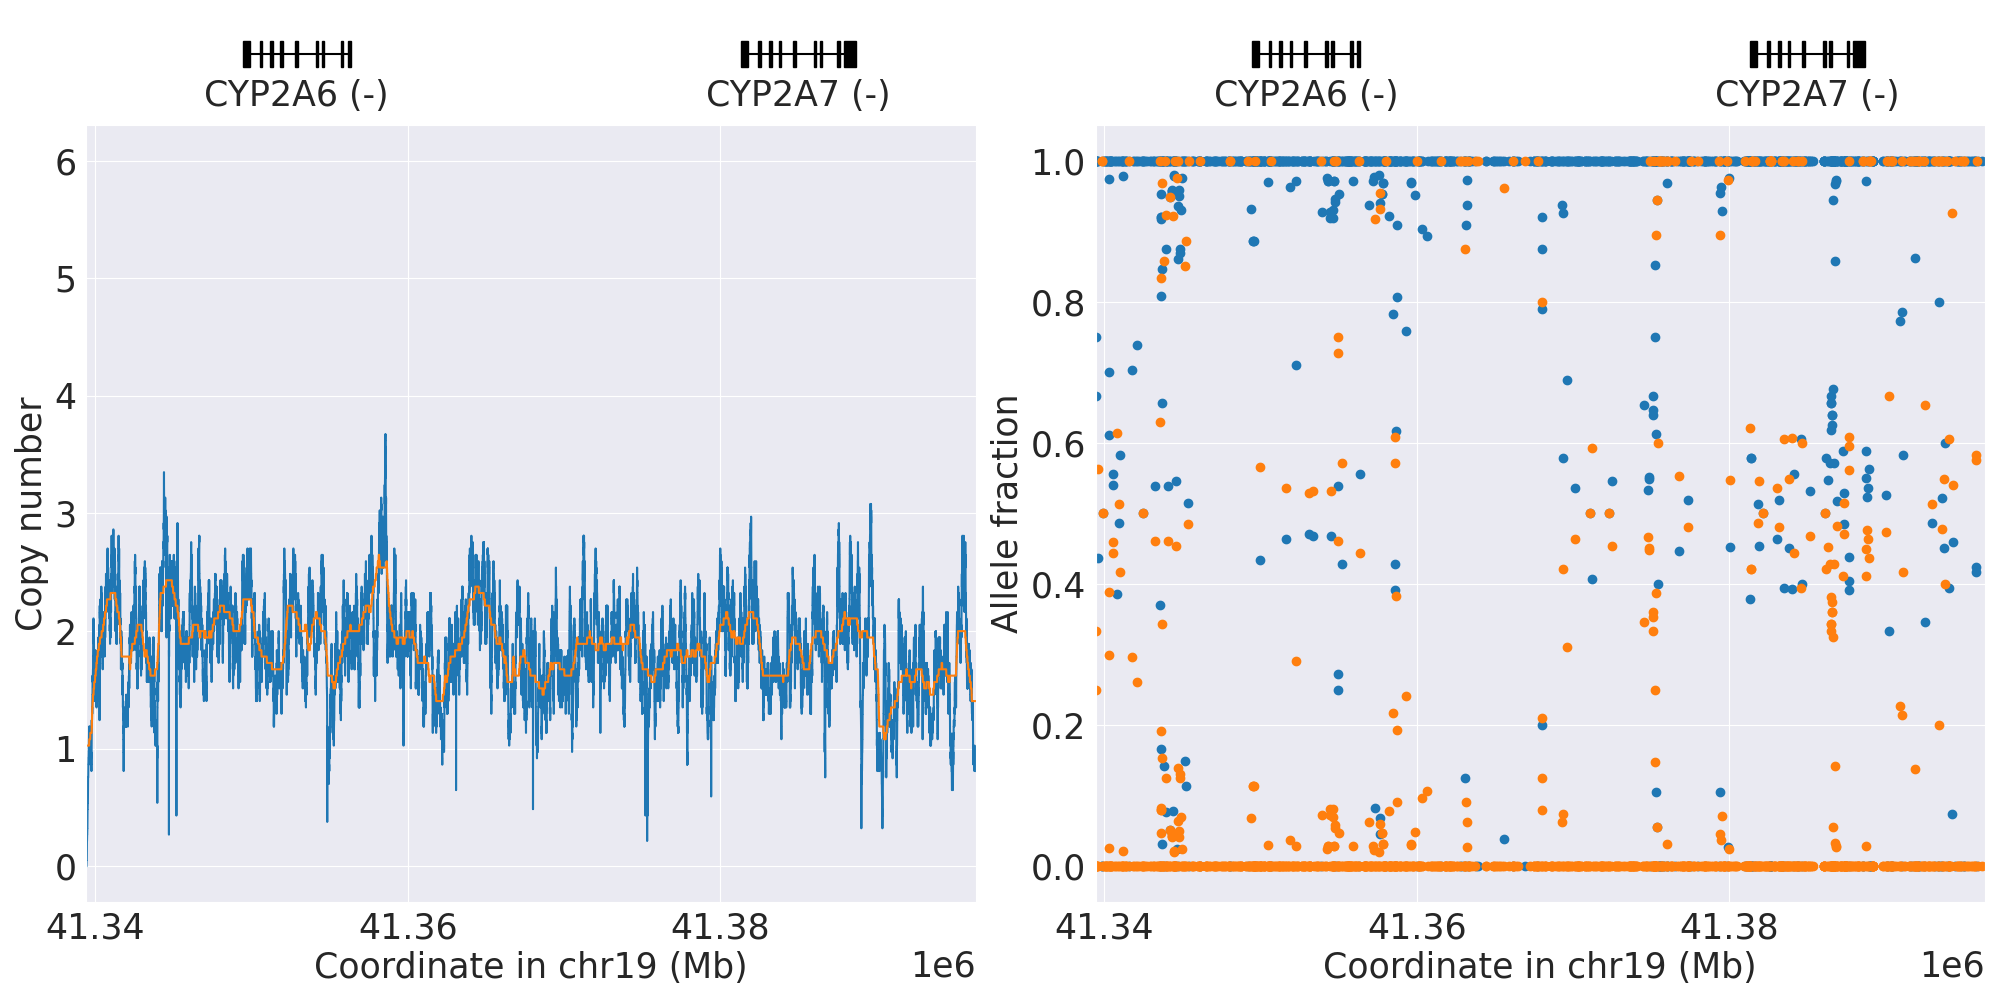 CYP2A6 (-) CYP2A7 (-)
6
5
4
3
2
1
0
Copy number
41.34 41.36 41.38
Coordinate in chr19 (Mb) 1e6
CYP2A6 (-) CYP2A7 (-)
1.0
0.8
0.6
0.4
0.2
0.0
Allele fraction
41.34 41.36 41.38
Coordinate in chr19 (Mb) 1e6